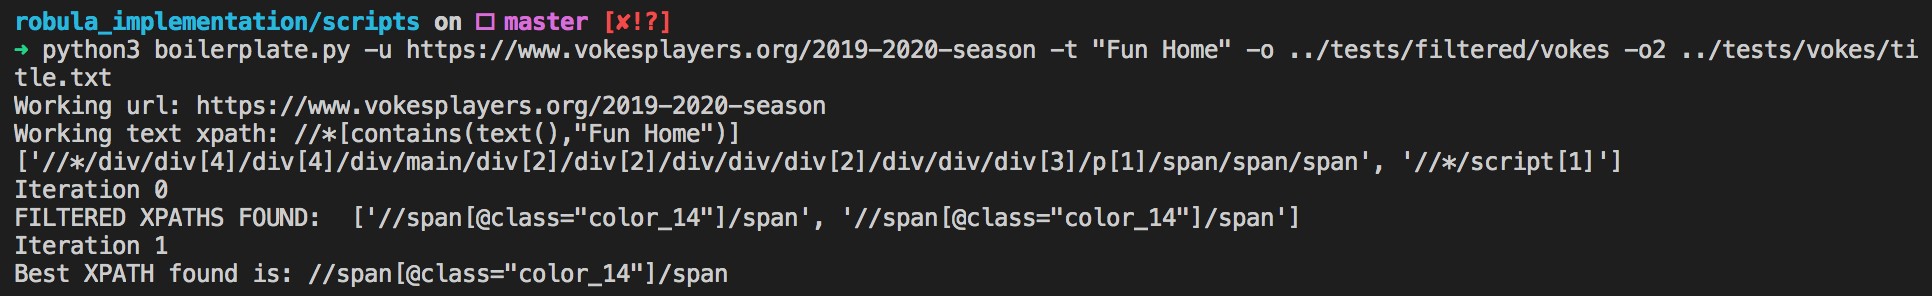 robula_implementation/scripts on □ master [✘!?]
➜ python3 boilerplate.py -u https://www.vokesplayers.org/2019-2020-season -t "Fun Home" -o ../tests/filtered/vokes -o2 ../tests/vokes/ti
tle.txt
Working url: https://www.vokesplayers.org/2019-2020-season
Working text xpath: //*[contains(text(),"Fun Home")]
['//*/div/div[4]/div[4]/div/main/div[2]/div[2]/div/div/div[2]/div/div/div[3]/p[1]/span/span/span', '//*/script[1]']
Iteration 0
FILTERED XPATHS FOUND:  ['//span[@class="color_14"]/span', '//span[@class="color_14"]/span']
Iteration 1
Best XPATH found is: //span[@class="color_14"]/span